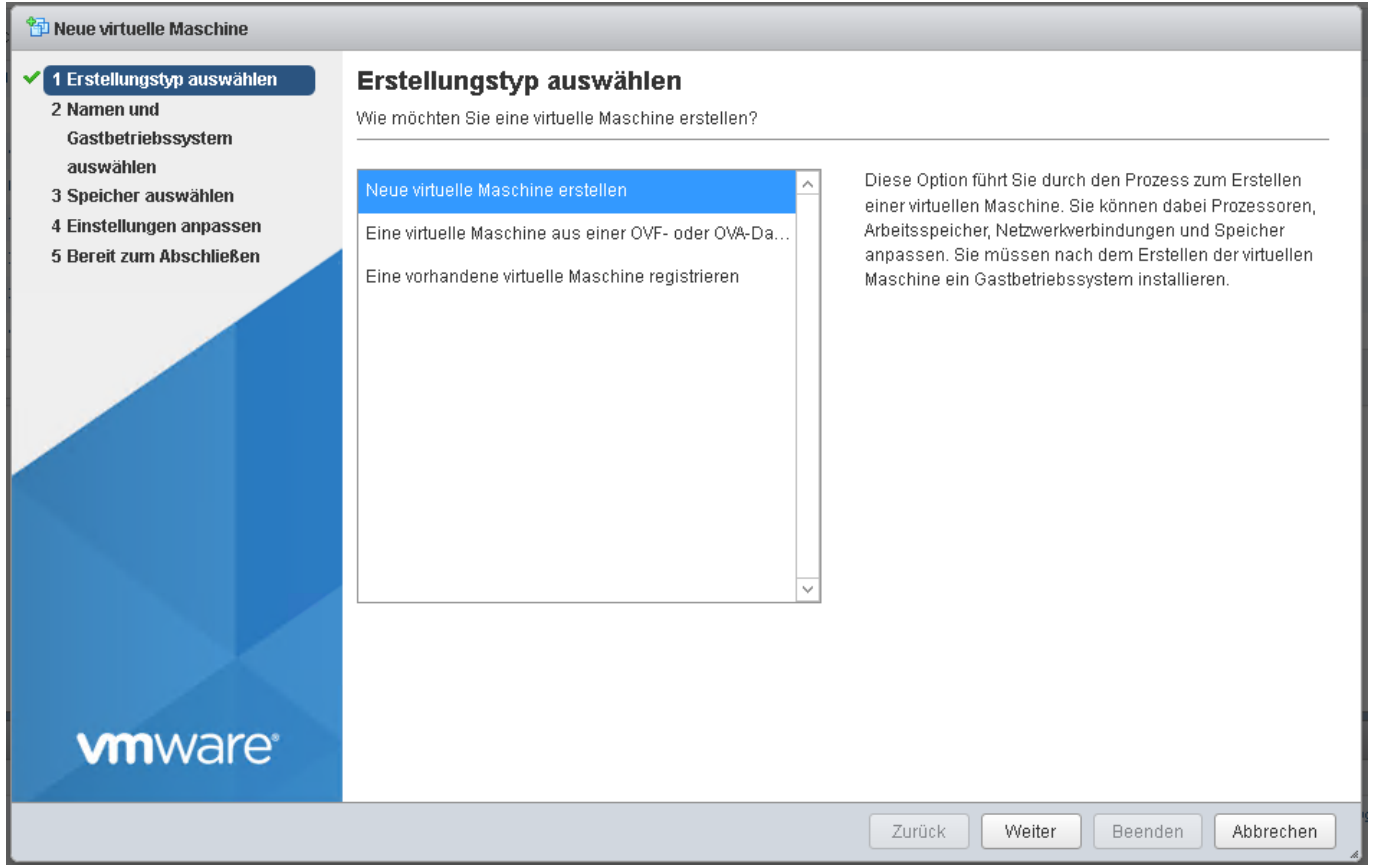 Neue virtuelle Maschine
1 Erstellungstyp auswählen
2 Namen und
Gastbetriebssystem
auswählen
3 Speicher auswählen
4 Einstellungen anpassen
5 Bereit zum Abschließen
vmware®
Erstellungstyp auswählen
Wie möchten Sie eine virtuelle Maschine erstellen?
Neue virtuelle Maschine erstellen
Eine virtuelle Maschine aus einer OVF- oder OVA-Da...
Eine vorhandene virtuelle Maschine registrieren
Diese Option führt Sie durch den Prozess zum Erstellen
einer virtuellen Maschine. Sie können dabei Prozessoren,
Arbeitsspeicher, Netzwerkverbindungen und Speicher
anpassen. Sie müssen nach dem Erstellen der virtuellen
Maschine ein Gastbetriebssystem installieren.
Zurück
Weiter
Beenden
Abbrechen